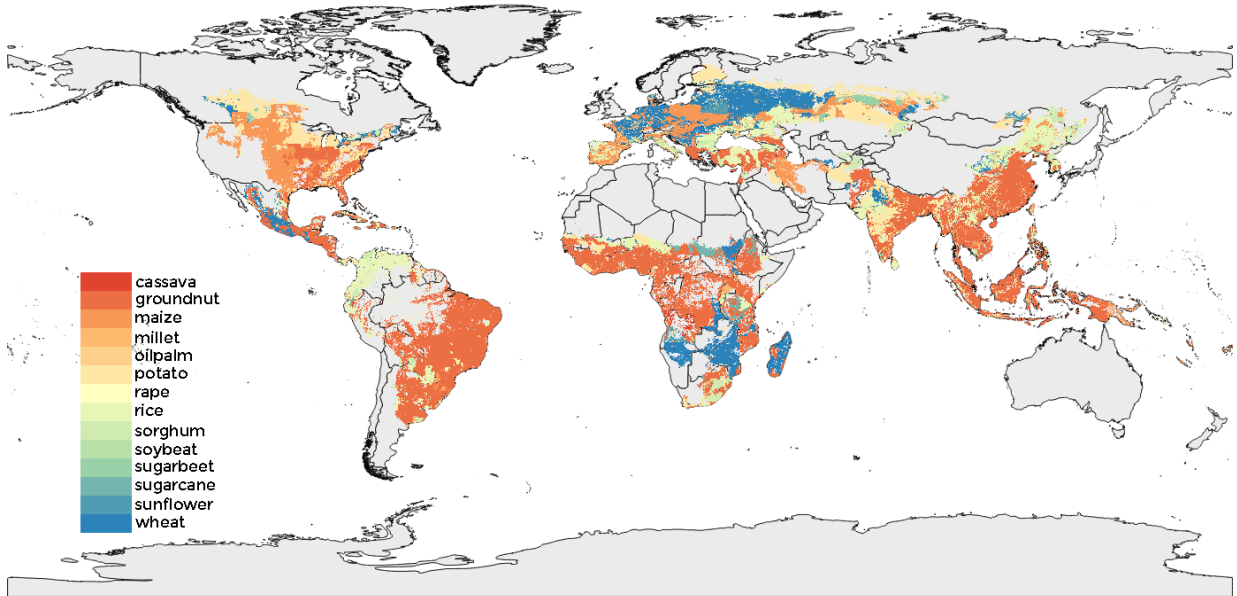 cassava
groundnut
maize
millet
oilpalm
potato
rape
rice
sorghum
soybeat
sugarbeet
sugarcane
sunflower
wheat